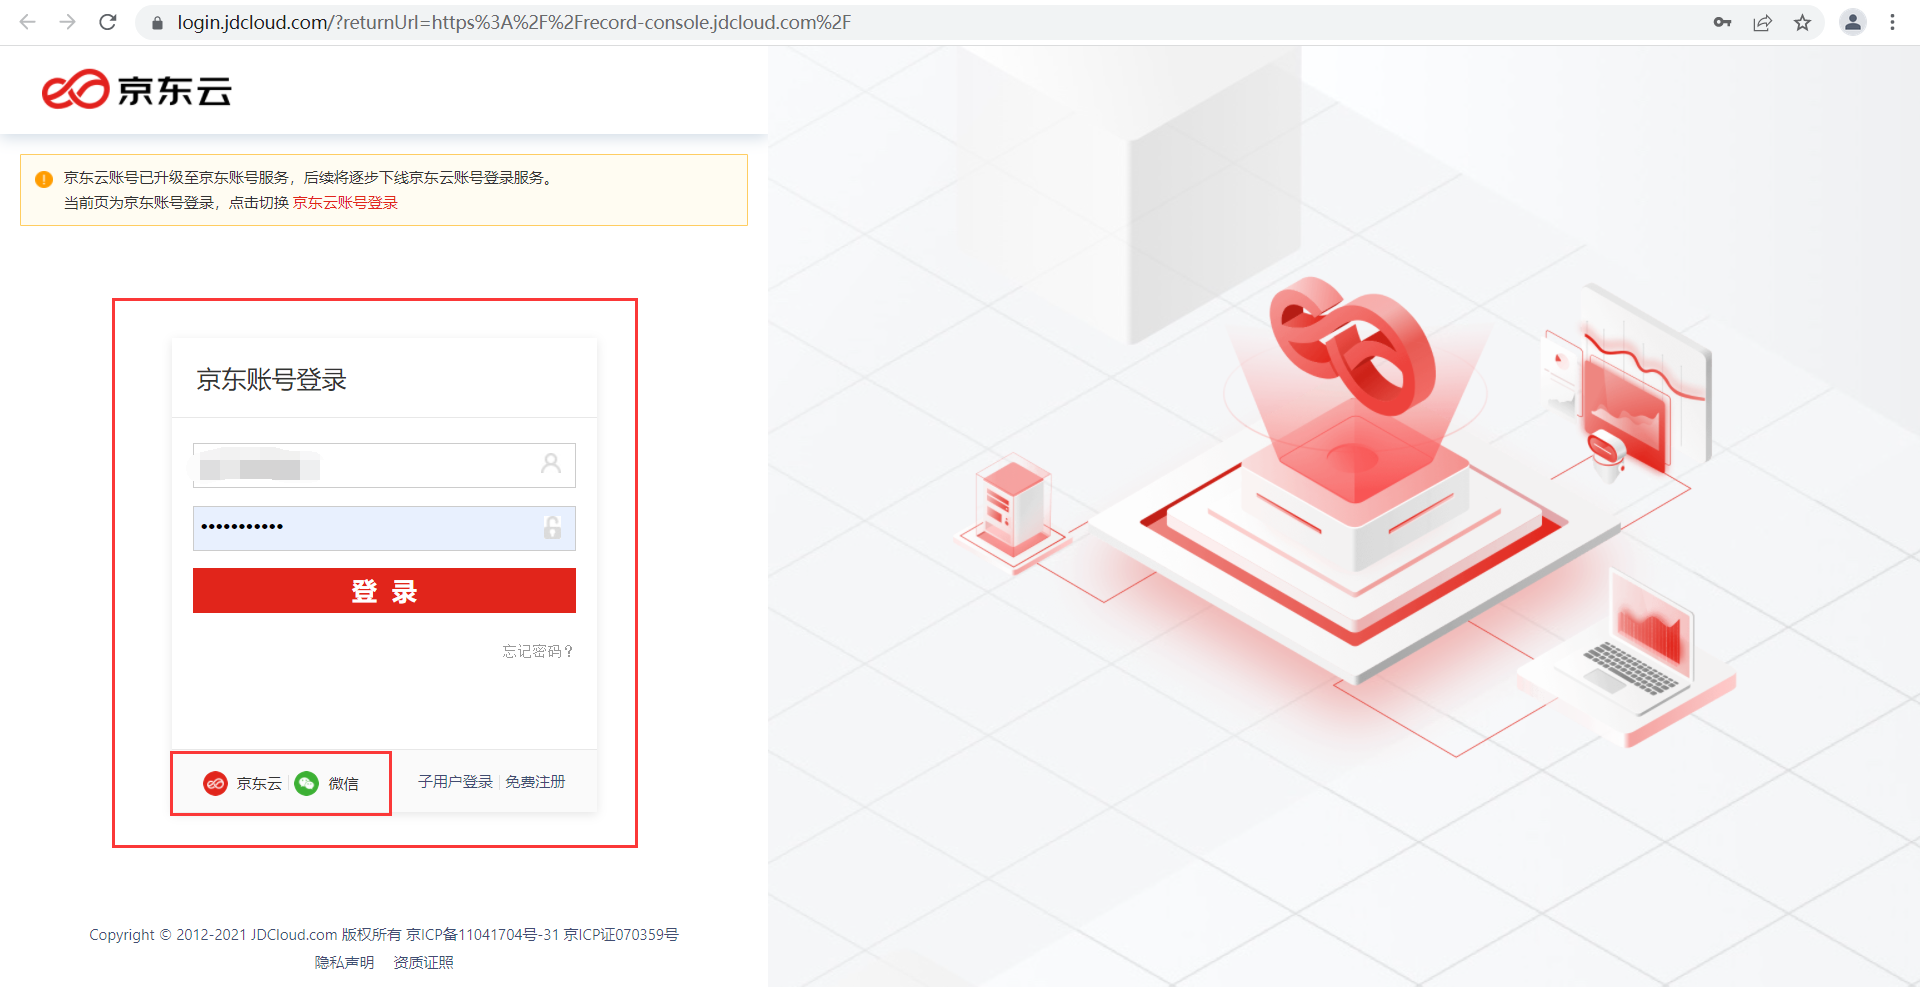 login.jdcloud.com/?returnUrl=https%3A%2F%2Frecord-console.jdcloud.com%2F
京东云
京东云账号已升级至京东账号服务，后续将逐步下线京东云账号登录服务。
当前页为京东账号登录，点击切换 京东云账号登录
京东账号登录
登 录
忘记密码？
京东云 微信 子用户登录 免费注册
Copyright © 2012-2021 JDCloud.com 版权所有 京ICP备11041704号-31 京ICP证070359号
隐私声明 资质证照